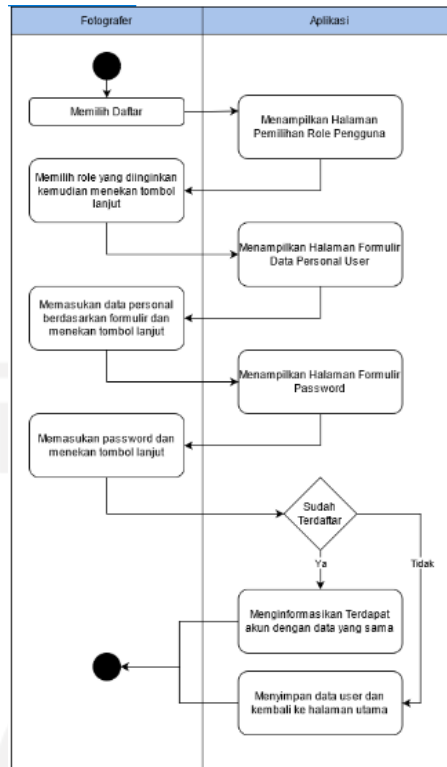 Fotografer
Aplikasi
Memilih Daftar
Menampilkan Halaman
Pemilihan Role Pengguna
Memilih role yang diinginkan
kemudian menekan tombol
lanjut
Menampilkan Halaman Formulir
Data Personal User
Memasukan data personal
berdasarkan formulir dan
menekan tombol lanjut
Menampilkan Halaman Formulir
Password
Memasukan password dan
menekan tombol lanjut
Sudah
Terdaftar
Ya
Tidak
Menginformasikan Terdapat
akun dengan data yang sama
Menyimpan data user dan
kembali ke halaman utama